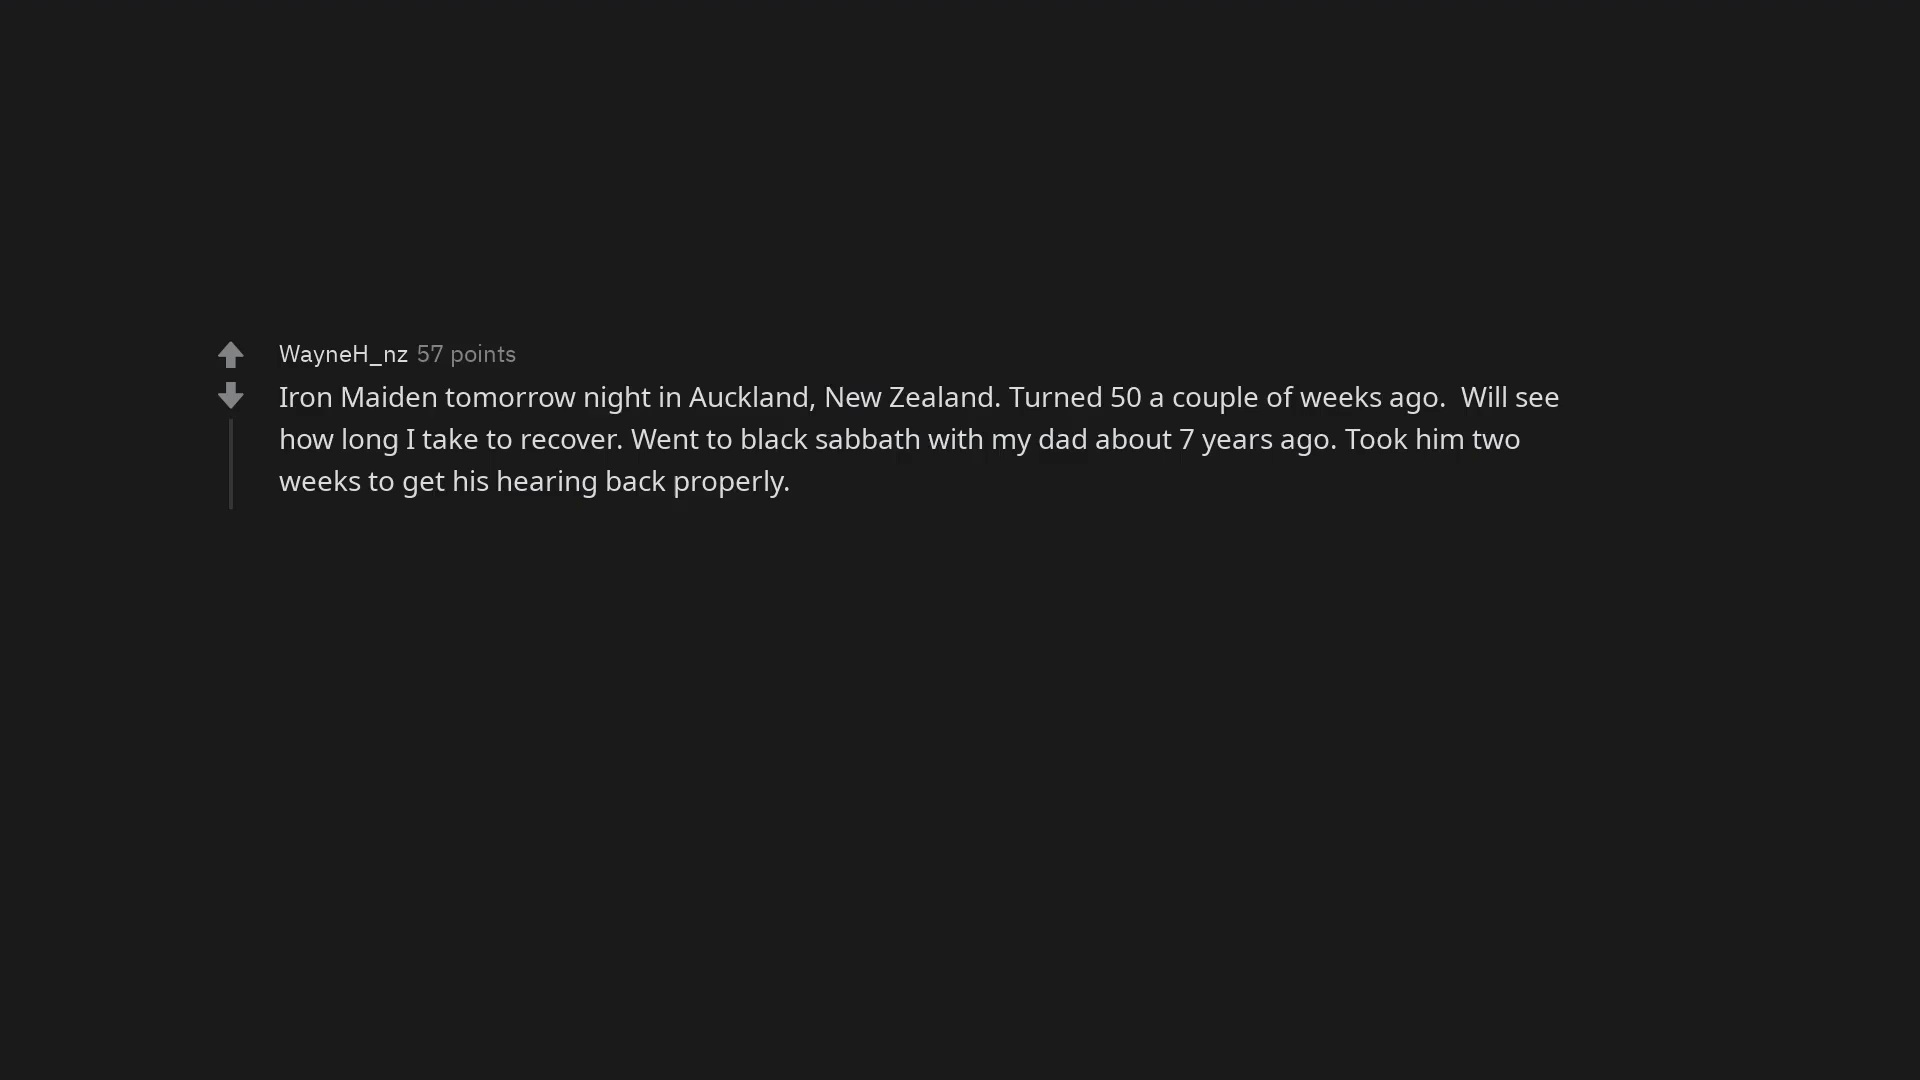 WayneH_nz 57 points
Iron Maiden tomorrow night in Auckland, New Zealand. Turned 50 a couple of weeks ago.  Will see
how long I take to recover. Went to black sabbath with my dad about 7 years ago. Took him two
weeks to get his hearing back properly.